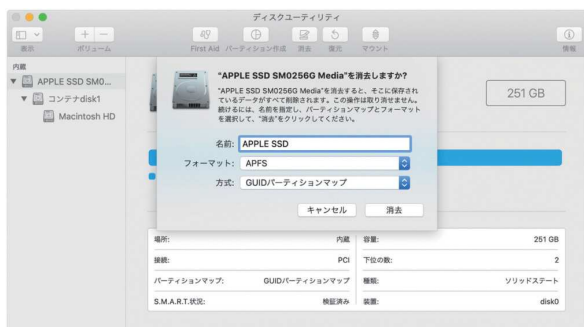 ディスクユーティリティ
表示
ボリューム
First Aid
パーティション作成
消去
復元
マウント
情報
内蔵
APPLE SSD SM0...
コンテナdisk1
Macintosh HD
"APPLE SSD SM0256G Media"を消去しますか?
"APPLE SSD SM0256G Media"を消去すると、そこに保存され
ているデータがすべて削除されます。この操作は取り消せません。
続けるには、名前を指定し、パーティションマップとフォーマット
を選択して、"消去"をクリックしてください。
251 GB
名前: APPLE SSD
フォーマット: APFS
方式: GUIDパーティションマップ
キャンセル
消去
場所: 内蔵 容量: 251 GB
接続: PCI 下位の数: 2
パーティションマップ: GUIDパーティションマップ 種類: ソリッドステート
S.M.A.R.T.状況: 検証済み 装置: disk0